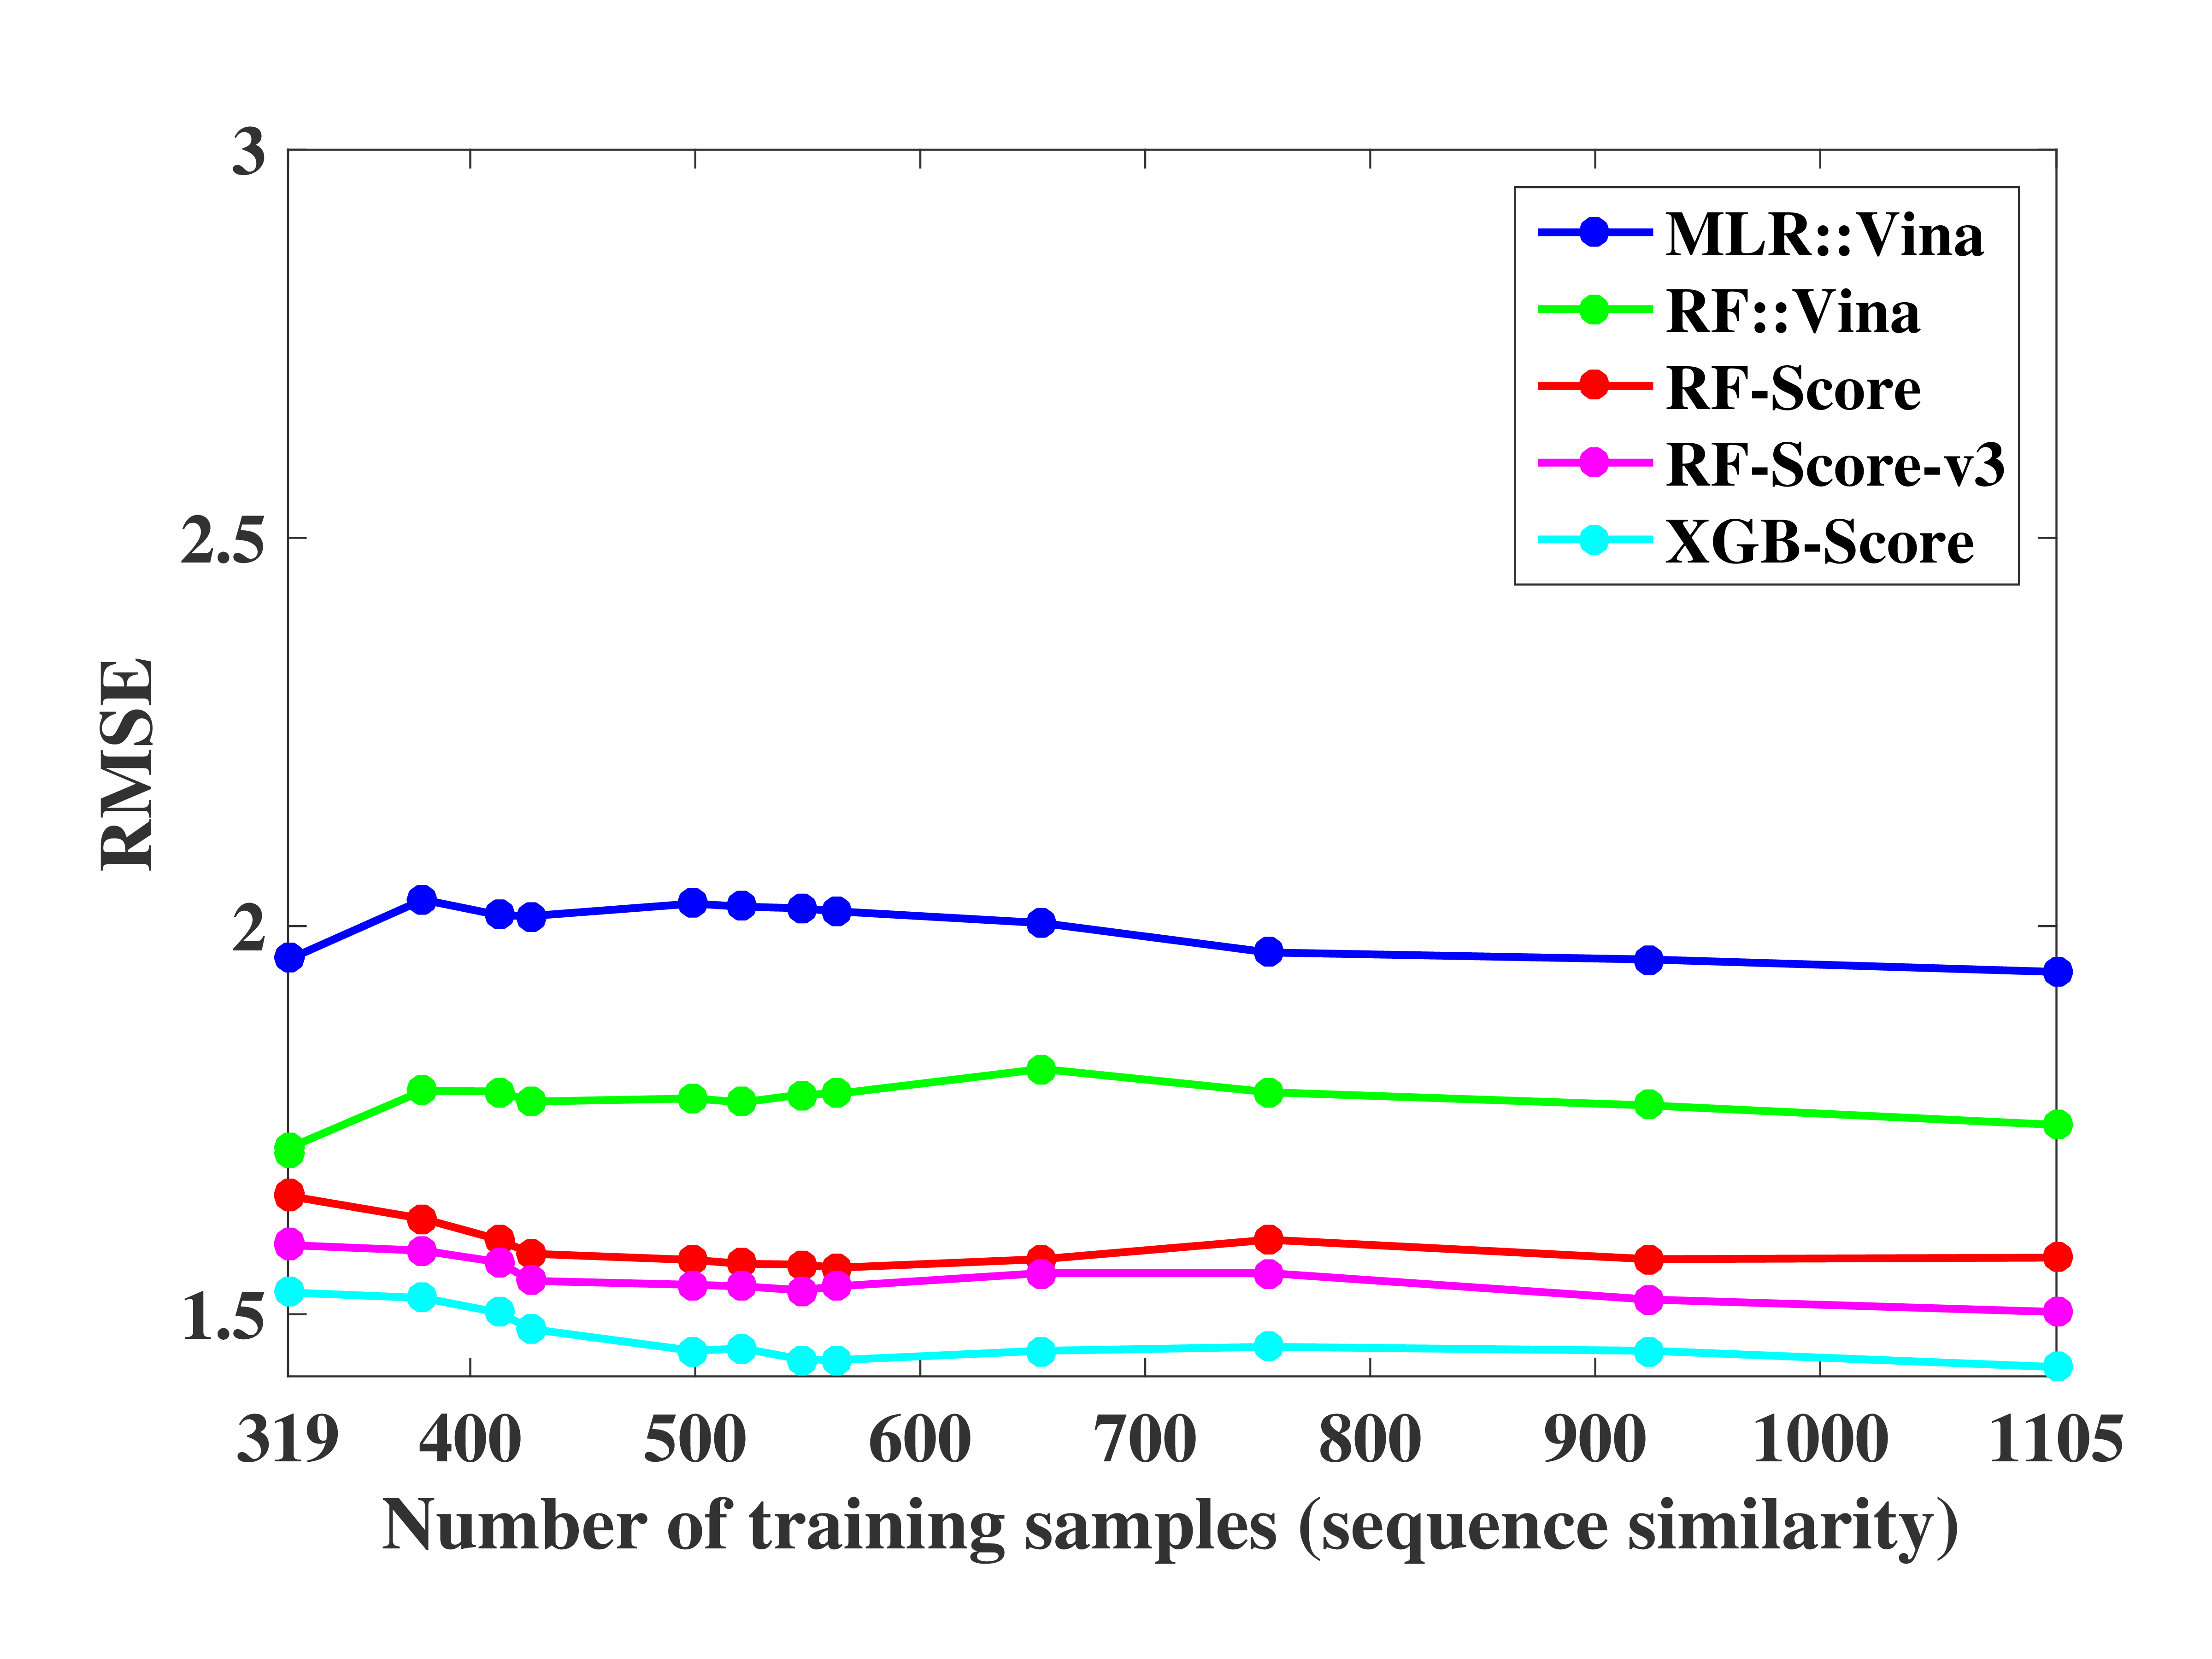 3
2.5
2
1.5
RMSE
MLR::Vina
RF::Vina
RF-Score
RF-Score-v3
XGB-Score
319 400 500 600 700 800 900 1000 1105
Number of training samples (sequence similarity)